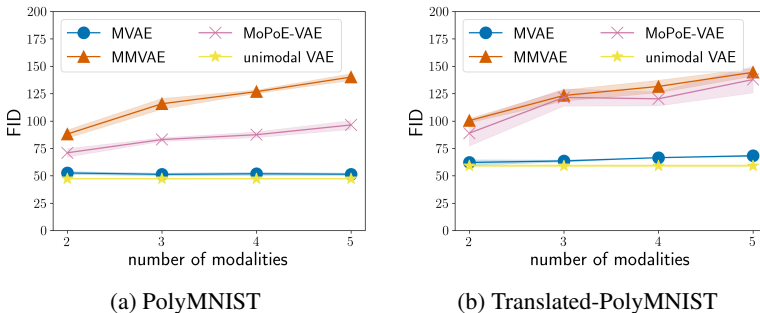 200
175
150
125
100
75
50
25
0
FID
MVAE
MMVAE
MoPoE-VAE
unimodal VAE
2 3 4 5
number of modalities
(a) PolyMNIST
200
175
150
125
100
75
50
25
0
FID
MVAE
MMVAE
MoPoE-VAE
unimodal VAE
2 3 4 5
number of modalities
(b) Translated-PolyMNIST